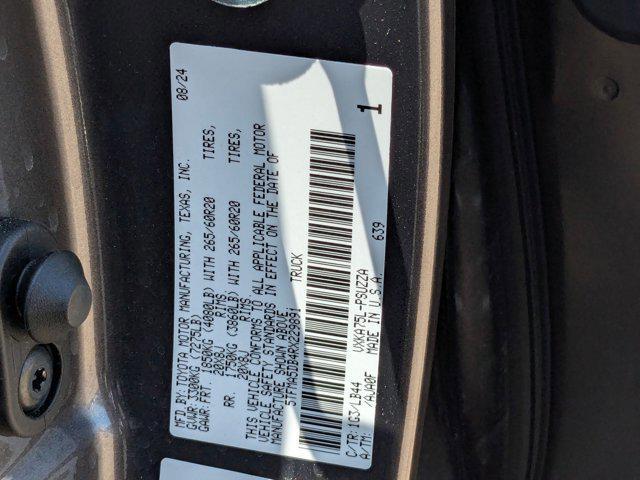 MFD. BY: TOYOTA MOTOR MANUFACTURING, TEXAS, INC. 08/24
GVWR: 3300KG (7275LB)
GAWR: FRT. 1850KG (4080LB) WITH 265/60R20 TIRES,
20X8J RIMS
RR. 1750KG (3860LB) WITH 265/60R20 TIRES,
20X8J RIMS
THIS VEHICLE CONFORMS TO ALL APPLICABLE FEDERAL MOTOR
VEHICLE SAFETY STANDARDS IN EFFECT ON THE DATE OF
MANUFACTURE SHOWN ABOVE.
TRUCK
1
C/TR: 1G3/LB44 VXKA75L-PSUZZA 639
A/TM: /AJA0F MADE IN U.S.A.